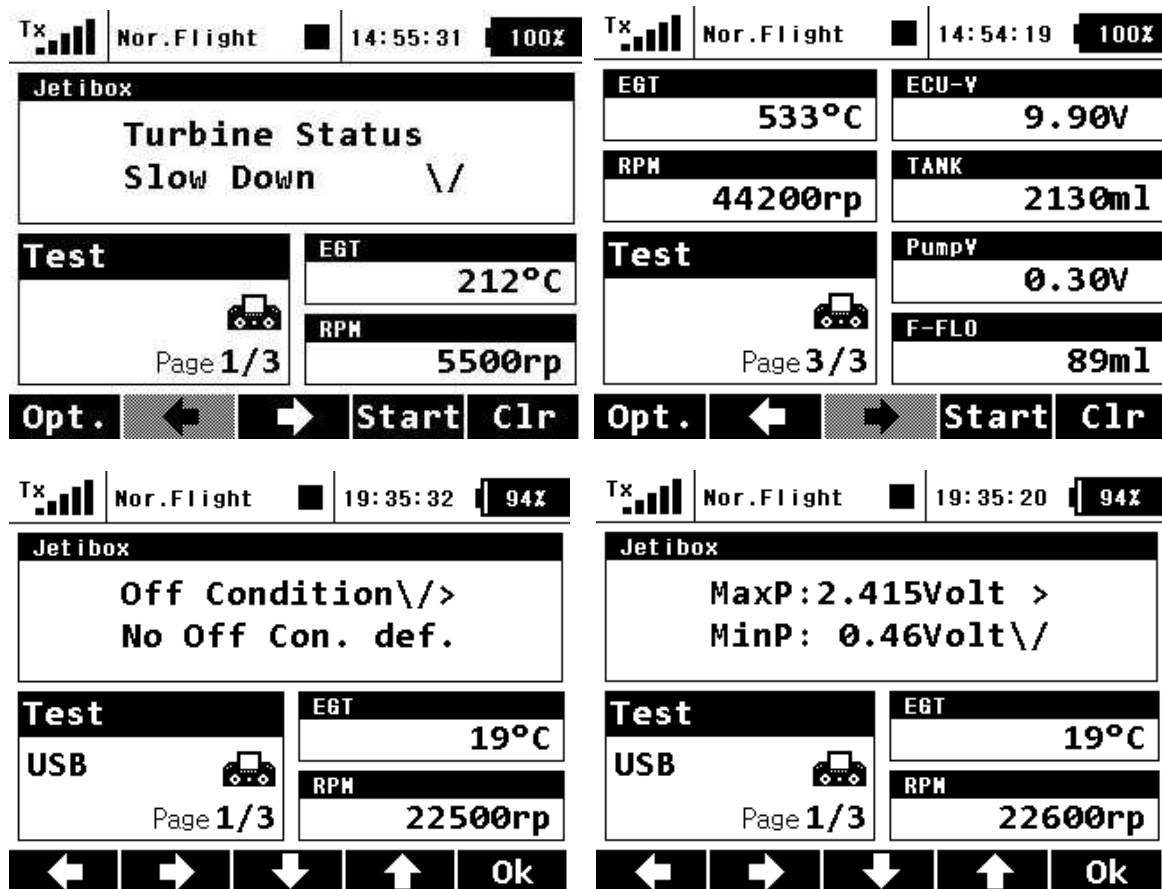 Tx Nor.Flight 14:55:31 100%
Jetibox
Turbine Status
Slow Down \/
Test
Page 1/3
EGT
212°C
RPM
5500rp
Opt. Start Clr
Tx Nor.Flight 14:54:19 100%
EGT
533°C
RPM
44200rp
Test
Page 3/3
ECU-V
9.90V
TANK
2130ml
PumpV
0.30V
F-FLO
89ml
Opt. Start Clr
Tx Nor.Flight 19:35:32 94%
Jetibox
Off Condition\/>
No Off Con. def.
Test
USB
Page 1/3
EGT
19°C
RPM
22500rp
Ok
Tx Nor.Flight 19:35:20 94%
Jetibox
MaxP:2.415Volt >
MinP: 0.46Volt\/
Test
USB
Page 1/3
EGT
19°C
RPM
22600rp
Ok